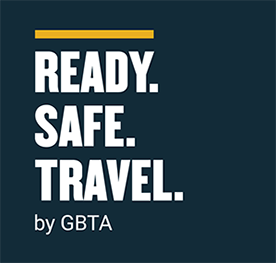 READY.
SAFE.
TRAVEL.
by GBTA